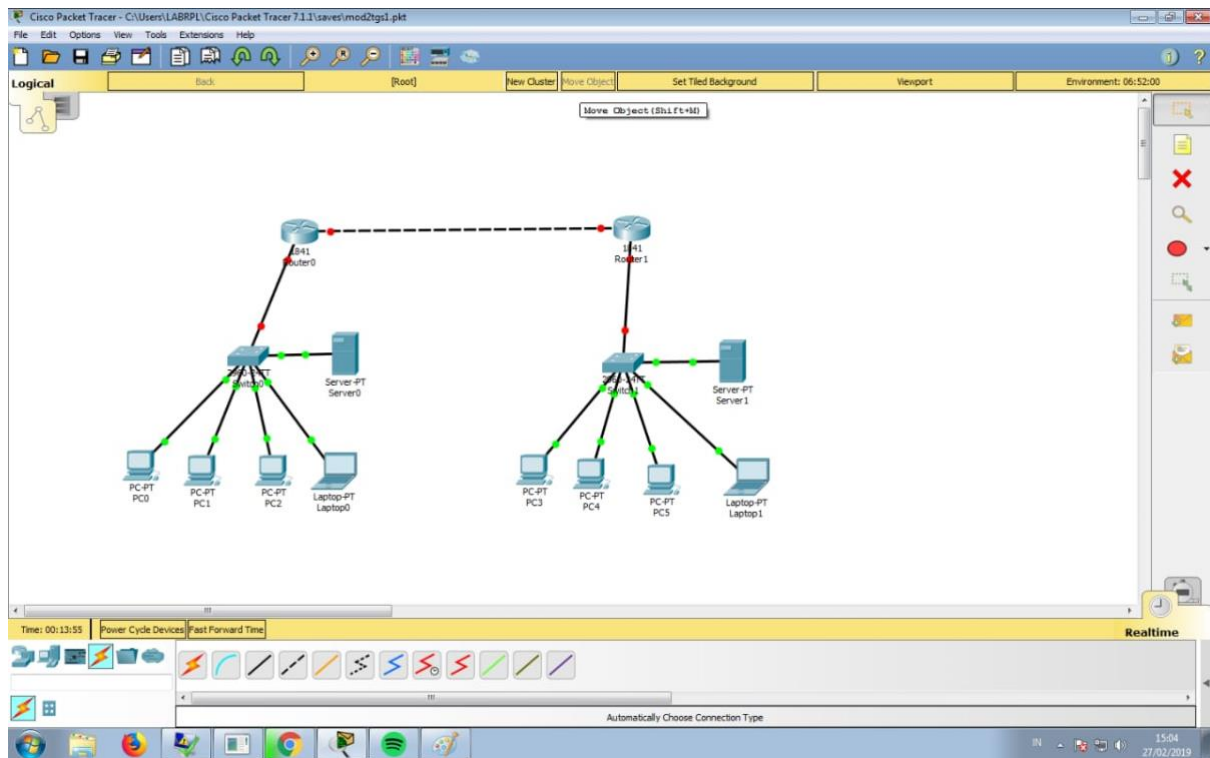 Cisco Packet Tracer - C:\Users\LABRPL\Cisco Packet Tracer 7.1.1\saves\mod2tgs1.pkt
File Edit Options View Tools Extensions Help
Logical Back [Root] New Cluster Move Object Set Tiled Background Viewport Environment: 06:52:00
Move Object (Shift+M)
1841
Router0
1841
Router1
Switch0
Server-PT
Server0
Switch1
Server-PT
Server1
PC-PT
PC0
PC-PT
PC1
PC-PT
PC2
Laptop-PT
Laptop0
PC-PT
PC3
PC-PT
PC4
PC-PT
PC5
Laptop-PT
Laptop1
Time: 00:13:55 Power Cycle Devices Fast Forward Time Realtime
Automatically Choose Connection Type
IN 15:04
27/02/2019